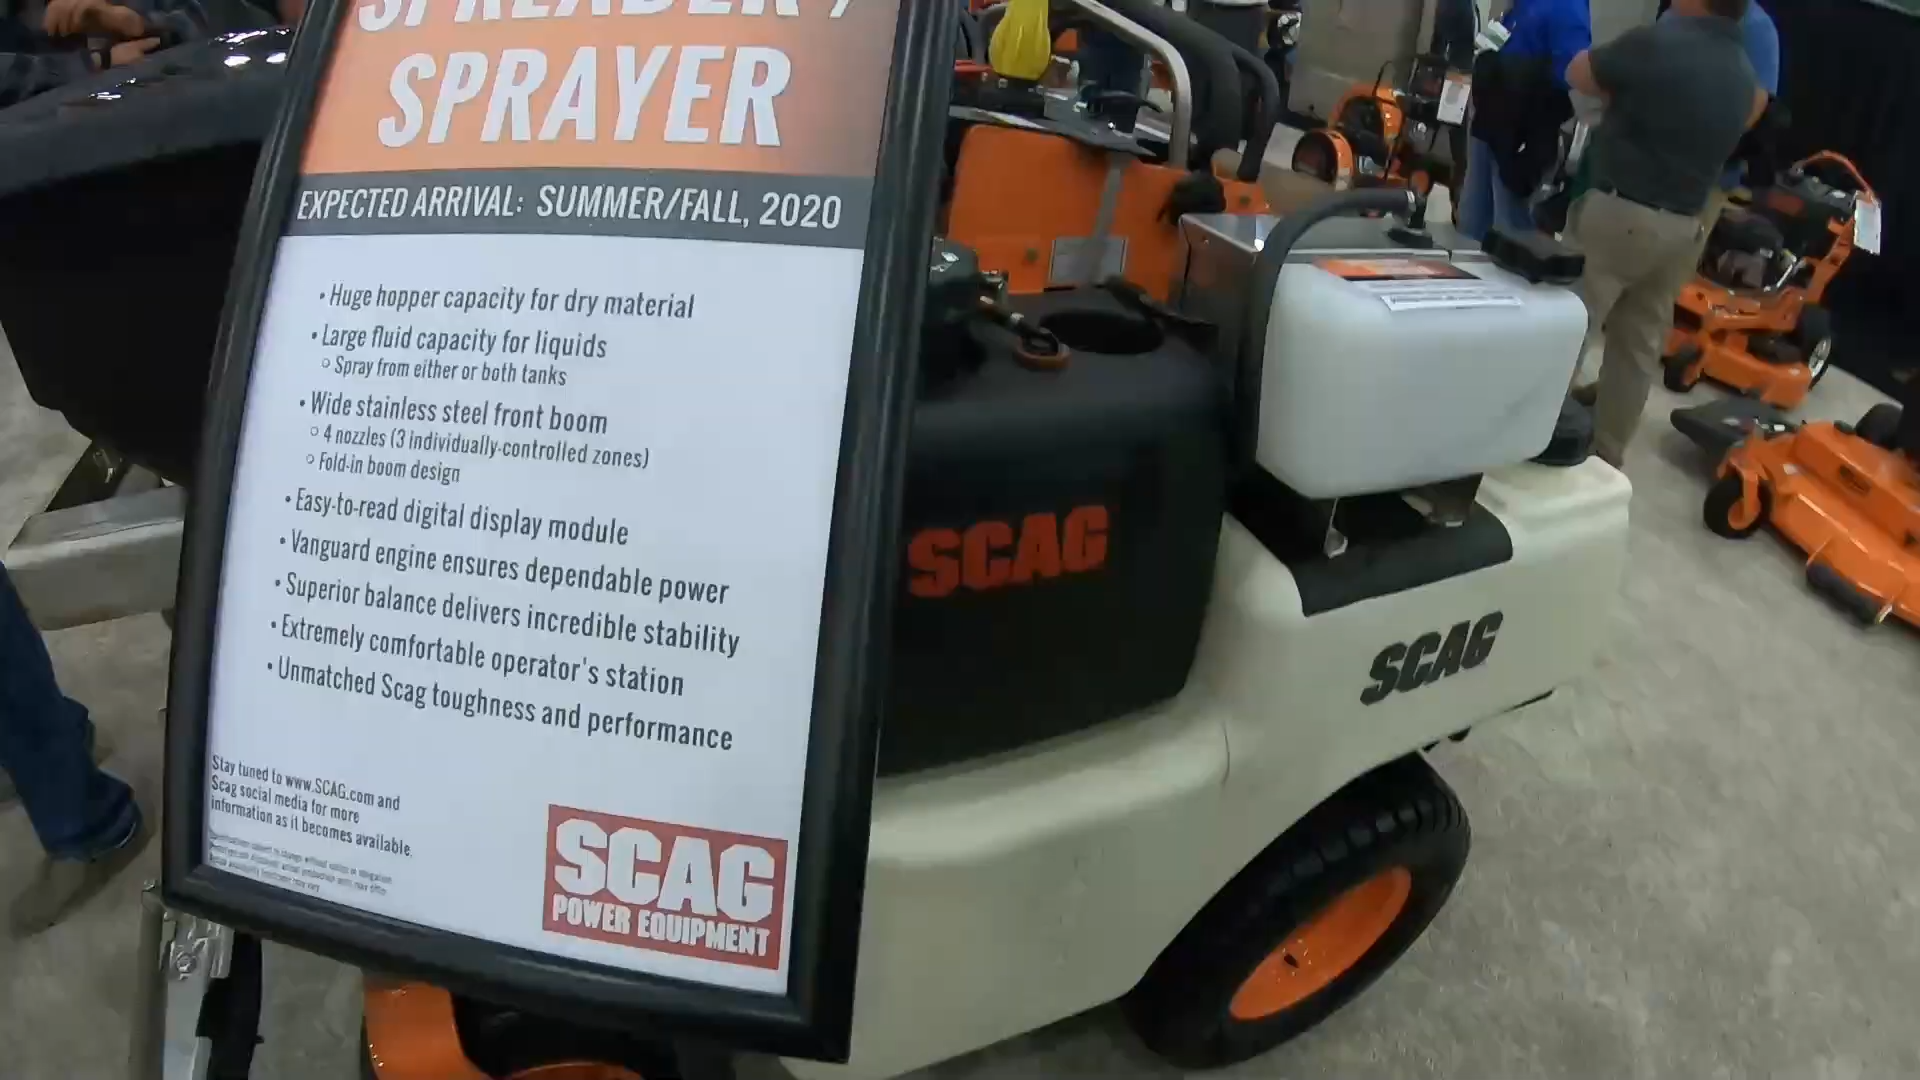 SPREADER /
SPRAYER
EXPECTED ARRIVAL: SUMMER/FALL, 2020
• Huge hopper capacity for dry material
• Large fluid capacity for liquids
○ Spray from either or both tanks
• Wide stainless steel front boom
○ 4 nozzles (3 individually-controlled zones)
○ Fold-in boom design
• Easy-to-read digital display module
• Vanguard engine ensures dependable power
• Superior balance delivers incredible stability
• Extremely comfortable operator's station
• Unmatched Scag toughness and performance
Stay tuned to www.SCAG.com and
Scag social media for more
information as it becomes available.
SCAG
POWER EQUIPMENT
SCAG
SCAG